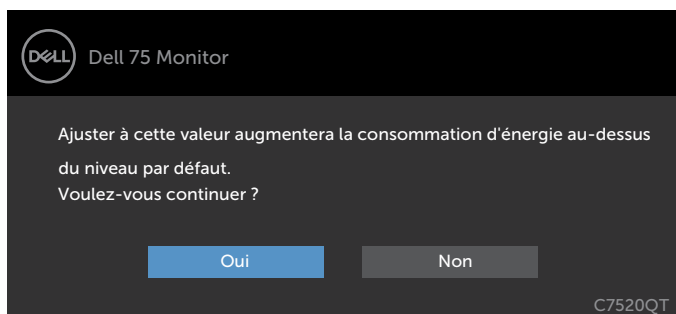 DELL Dell 75 Monitor
Ajuster à cette valeur augmentera la consommation d'énergie au-dessus
du niveau par défaut.
Voulez-vous continuer ?
Oui Non
C7520QT